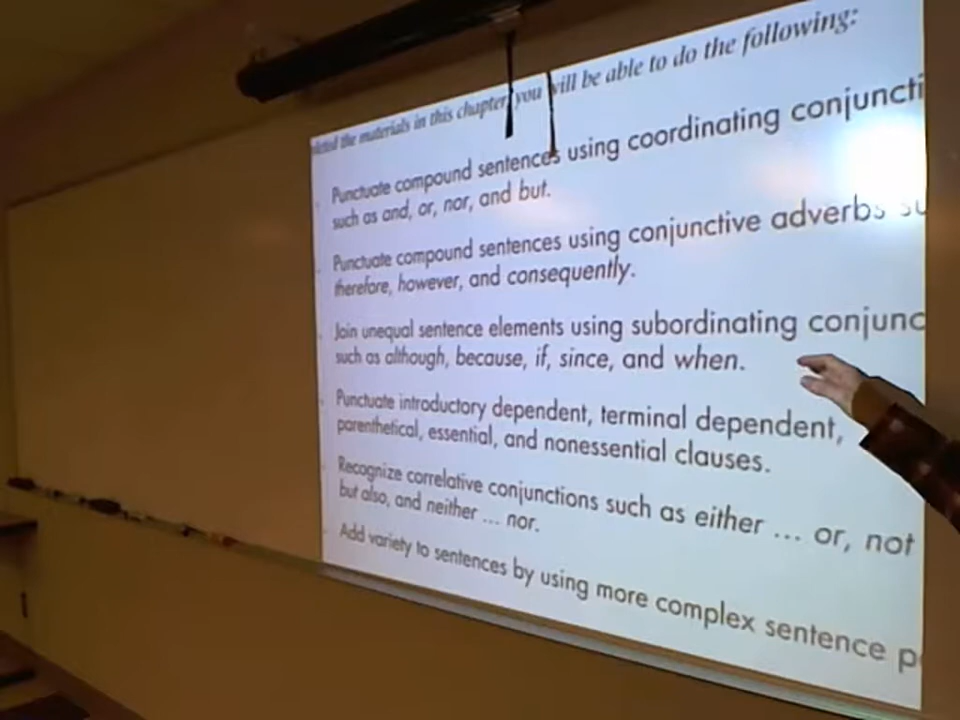 the materials in this chapter, you will be able to do the following:
Punctuate compound sentences using coordinating conjuncti
such as and, or, nor, and but.
Punctuate compound sentences using conjunctive adverbs su
therefore, however, and consequently.
Join unequal sentence elements using subordinating conjunc
such as although, because, if, since, and when.
Punctuate introductory dependent, terminal dependent,
parenthetical, essential, and nonessential clauses.
Recognize correlative conjunctions such as either ... or, not
but also, and neither ... nor.
Add variety to sentences by using more complex sentence p